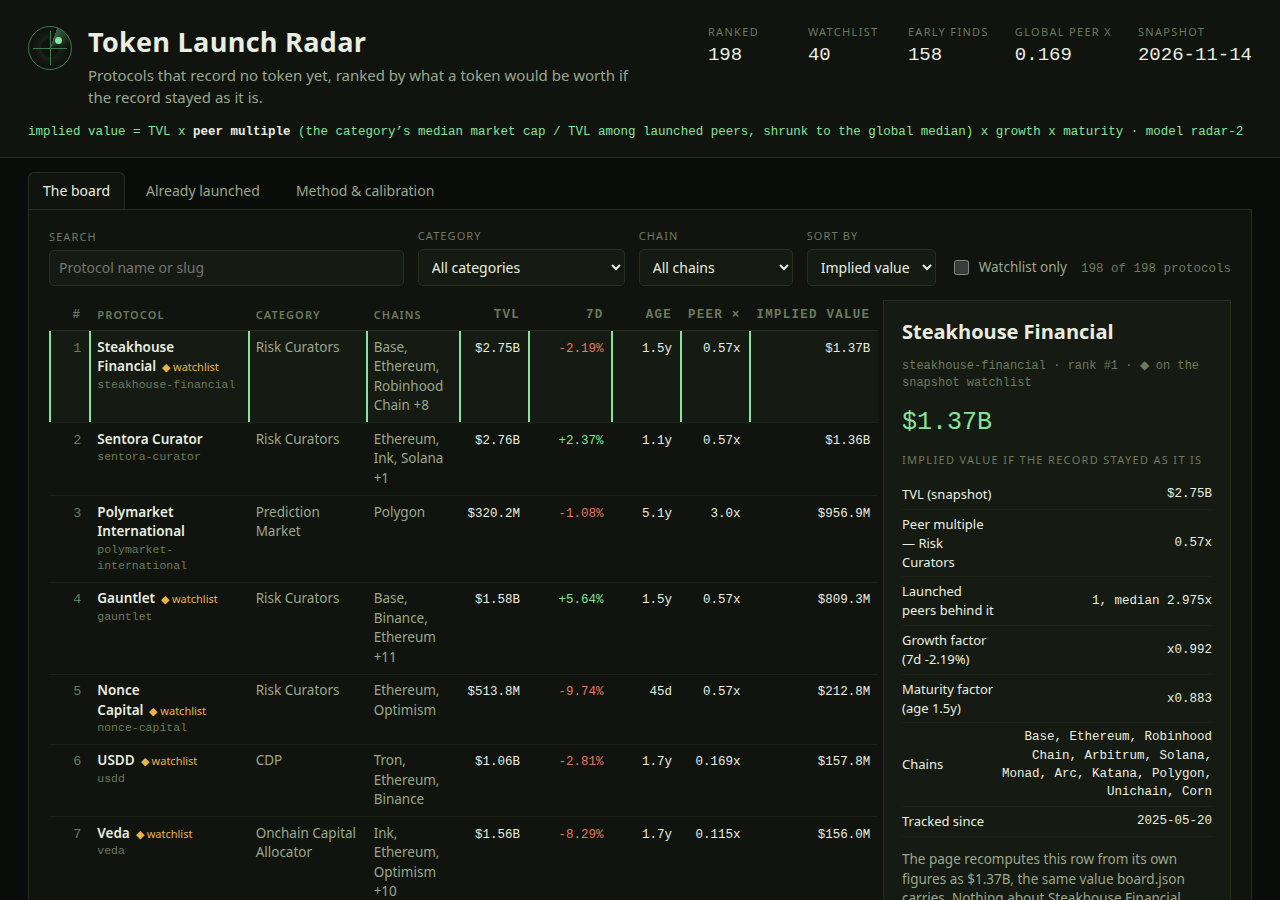 Token Launch Radar
Protocols that record no token yet, ranked by what a token would be worth if
the record stayed as it is.
RANKED
198
WATCHLIST
40
EARLY FINDS
158
GLOBAL PEER X
0.169
SNAPSHOT
2026-11-14
implied value = TVL x peer multiple (the category's median market cap / TVL among launched peers, shrunk to the global median) x growth x maturity · model radar-2
The board
Already launched
Method & calibration
SEARCH
Protocol name or slug
CATEGORY
All categories
CHAIN
All chains
SORT BY
Implied value
Watchlist only
198 of 198 protocols
# PROTOCOL CATEGORY CHAINS TVL 7D AGE PEER × IMPLIED VALUE
1 Steakhouse Risk Curators Base, $2.75B -2.19% 1.5y 0.57x $1.37B
Financial ◆ watchlist Ethereum,
steakhouse-financial Robinhood
Chain +8
2 Sentora Curator Risk Curators Ethereum, $2.76B +2.37% 1.1y 0.57x $1.36B
sentora-curator Ink, Solana
+1
3 Polymarket Prediction Polygon $320.2M -1.08% 5.1y 3.0x $956.9M
International Market
polymarket-
international
4 Gauntlet ◆ watchlist Risk Curators Base, $1.58B +5.64% 1.5y 0.57x $809.3M
gauntlet Binance,
Ethereum
+11
5 Nonce Risk Curators Ethereum, $513.8M -9.74% 45d 0.57x $212.8M
Capital ◆ watchlist Optimism
nonce-capital
6 USDD ◆ watchlist CDP Tron, $1.06B -2.81% 1.7y 0.169x $157.8M
usdd Ethereum,
Binance
7 Veda ◆ watchlist Onchain Capital Ink, $1.56B -8.29% 1.7y 0.115x $156.0M
veda Allocator Ethereum,
Optimism
+10
Steakhouse Financial
steakhouse-financial · rank #1 · ◆ on the
snapshot watchlist
$1.37B
IMPLIED VALUE IF THE RECORD STAYED AS IT IS
TVL (snapshot) $2.75B
Peer multiple
— Risk 0.57x
Curators
Launched
peers behind it 1, median 2.975x
Growth factor
(7d -2.19%) x0.992
Maturity factor
(age 1.5y) x0.883
Chains Base, Ethereum, Robinhood
Chain, Arbitrum, Solana,
Monad, Arc, Katana, Polygon,
Unichain, Corn
Tracked since 2025-05-20
The page recomputes this row from its own
figures as $1.37B, the same value board.json
carries. Nothing about Steakhouse Financial